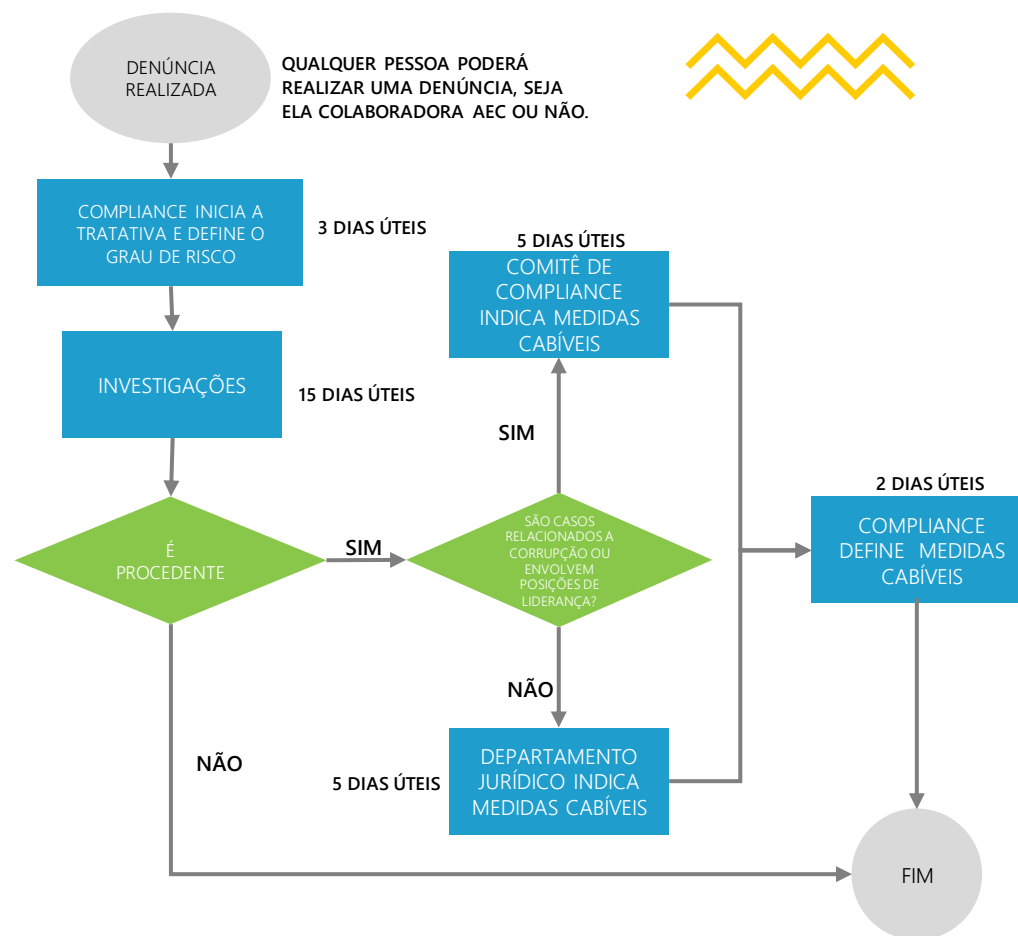 DENÚNCIA
REALIZADA
QUALQUER PESSOA PODERÁ
REALIZAR UMA DENÚNCIA, SEJA
ELA COLABORADORA AEC OU NÃO.
COMPLIANCE INICIA A
TRATATIVA E DEFINE O
GRAU DE RISCO
3 DIAS ÚTEIS
INVESTIGAÇÕES
15 DIAS ÚTEIS
É
PROCEDENTE
SIM
NÃO
SÃO CASOS
RELACIONADOS A
CORRUPÇÃO OU
ENVOLVEM
POSIÇÕES DE
LIDERANÇA?
SIM
5 DIAS ÚTEIS
COMITÊ DE
COMPLIANCE
INDICA MEDIDAS
CABÍVEIS
NÃO
5 DIAS ÚTEIS
DEPARTAMENTO
JURÍDICO INDICA
MEDIDAS CABÍVEIS
2 DIAS ÚTEIS
COMPLIANCE
DEFINE MEDIDAS
CABÍVEIS
FIM